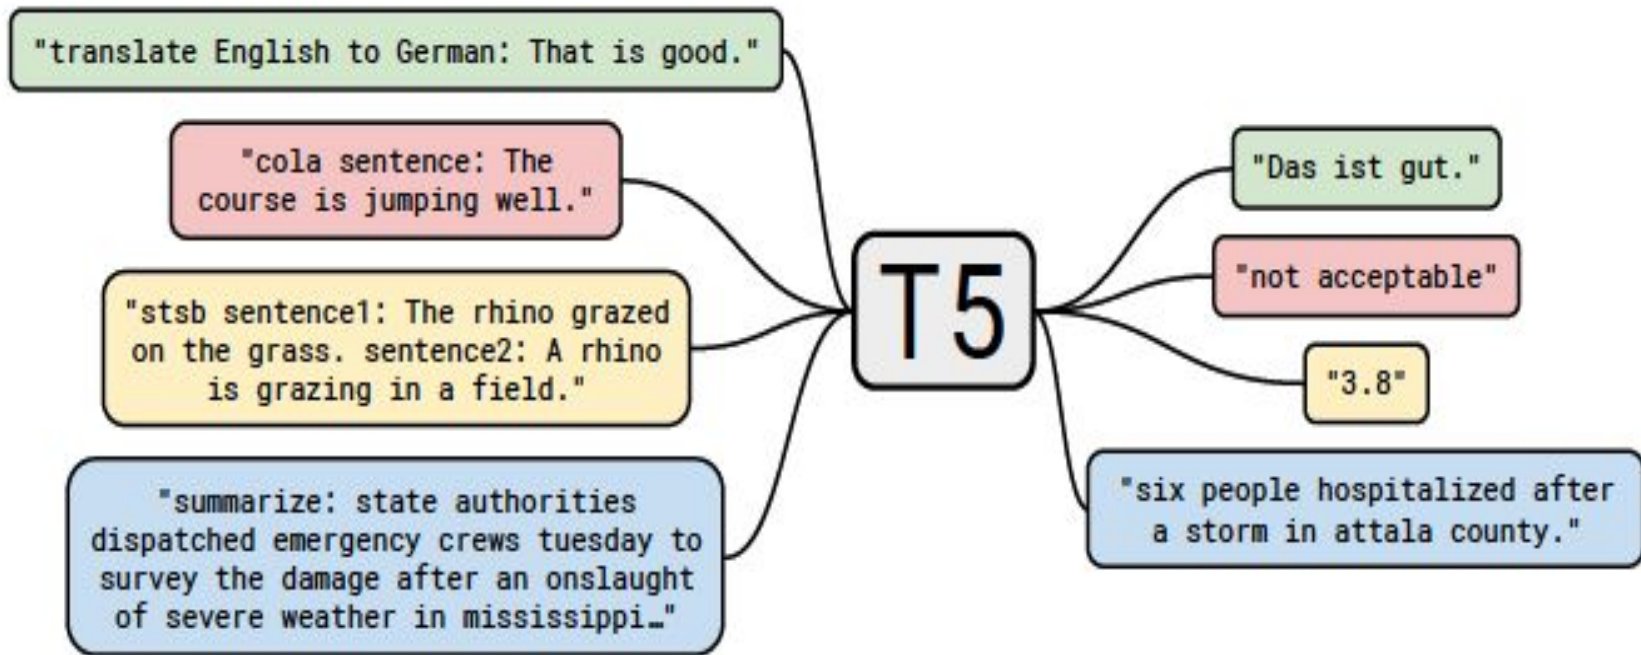 "translate English to German: That is good."
"cola sentence: The
course is jumping well."
"stsb sentence1: The rhino grazed
on the grass. sentence2: A rhino
is grazing in a field."
"summarize: state authorities
dispatched emergency crews tuesday to
survey the damage after an onslaught
of severe weather in mississippi…"
T5
"Das ist gut."
"not acceptable"
"3.8"
"six people hospitalized after
a storm in attala county."